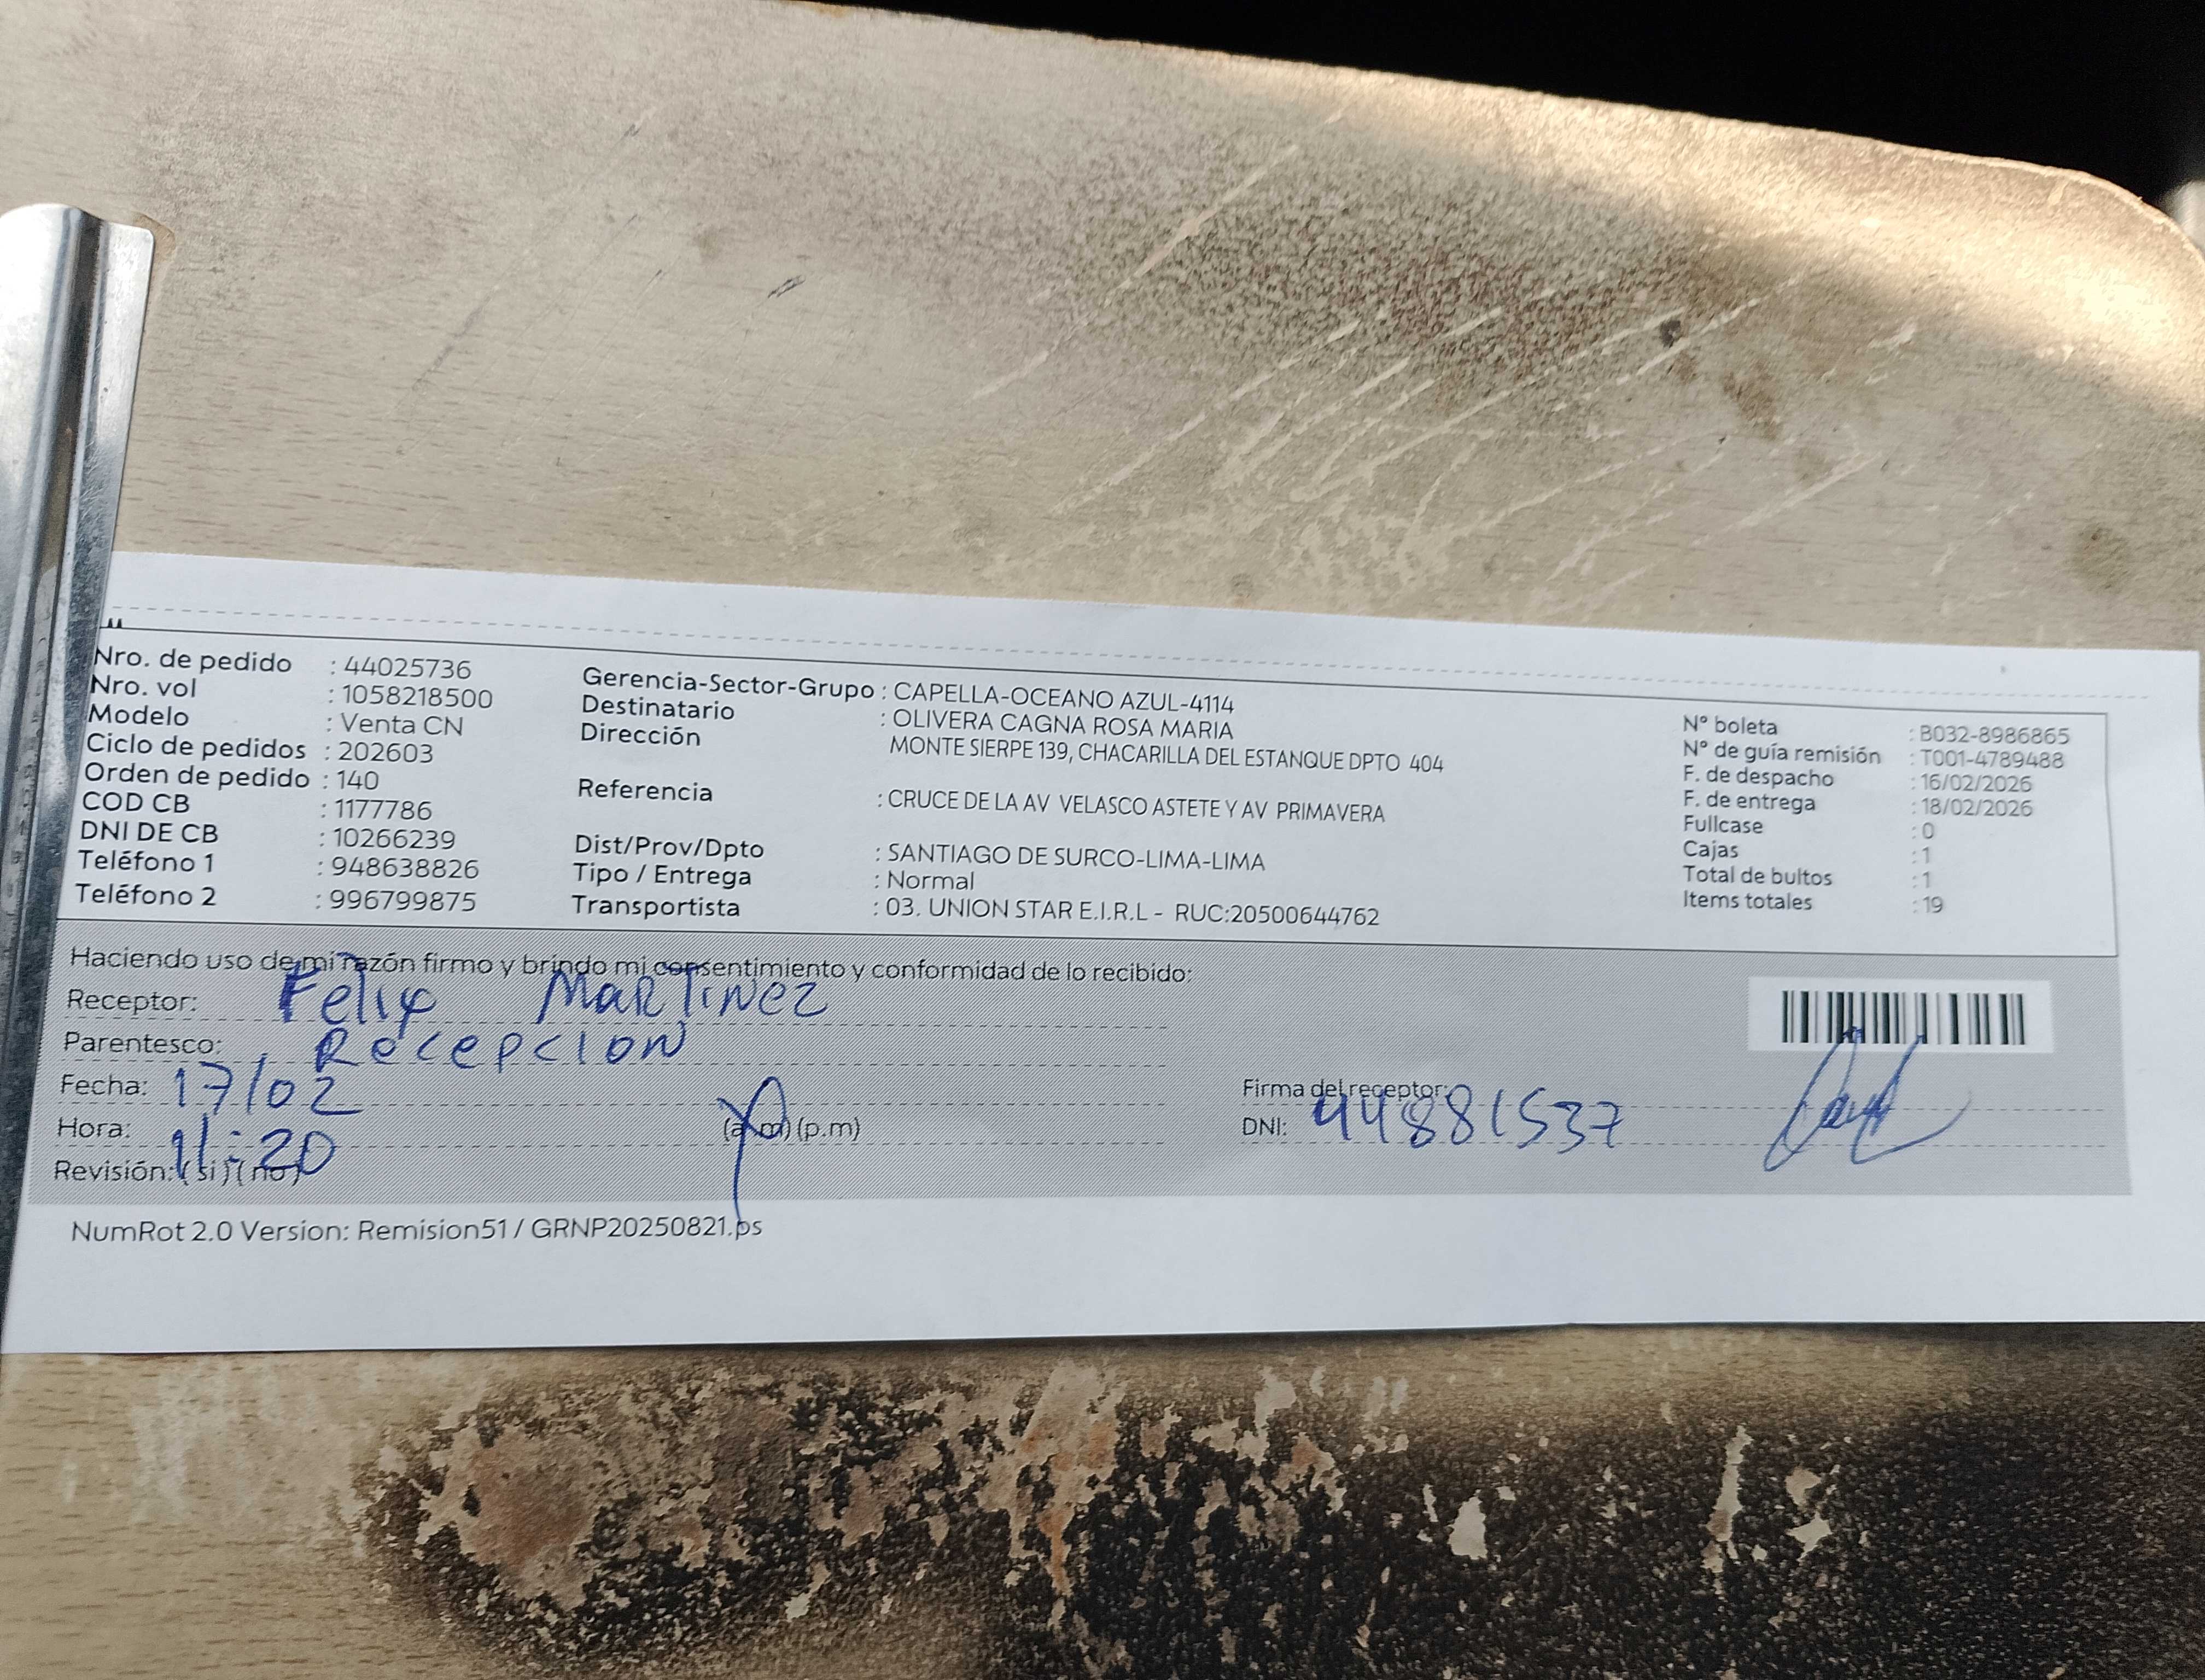 Nro. de pedido : 44025736
Nro. vol : 1058218500
Modelo : Venta CN
Ciclo de pedidos : 202603
Orden de pedido : 140
COD CB : 1177786
DNI DE CB : 10266239
Teléfono 1 : 948638826
Teléfono 2 : 996799875
Gerencia-Sector-Grupo : CAPELLA-OCEANO AZUL-4114
Destinatario : OLIVERA CAGNA ROSA MARIA
Dirección MONTE SIERPE 139, CHACARILLA DEL ESTANQUE DPTO 404
Referencia : CRUCE DE LA AV VELASCO ASTETE Y AV PRIMAVERA
Dist/Prov/Dpto : SANTIAGO DE SURCO-LIMA-LIMA
Tipo / Entrega : Normal
Transportista : 03. UNION STAR E.I.R.L - RUC:20500644762
N° boleta : B032-8986865
N° de guía remisión : T001-4789488
F. de despacho : 16/02/2026
F. de entrega : 18/02/2026
Fullcase : 0
Cajas : 1
Total de bultos : 1
Items totales : 19
Haciendo uso de mi razón firmo y brindo mi consentimiento y conformidad de lo recibido:
Receptor: Felix Martinez
Parentesco: Recepcion
Fecha: 17/02
Hora: 11:20 (a.m) (p.m)
Revisión: ( si ) ( no )
Firma del receptor:
DNI: 44881537
NumRot 2.0 Version: Remision51 / GRNP20250821.ps